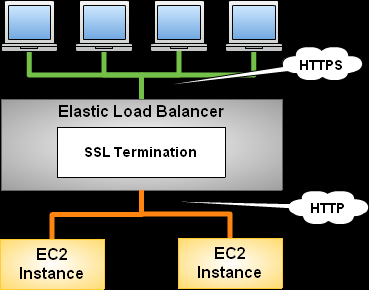 HTTPS
Elastic Load Balancer
SSL Termination
HTTP
EC2
Instance
EC2
Instance